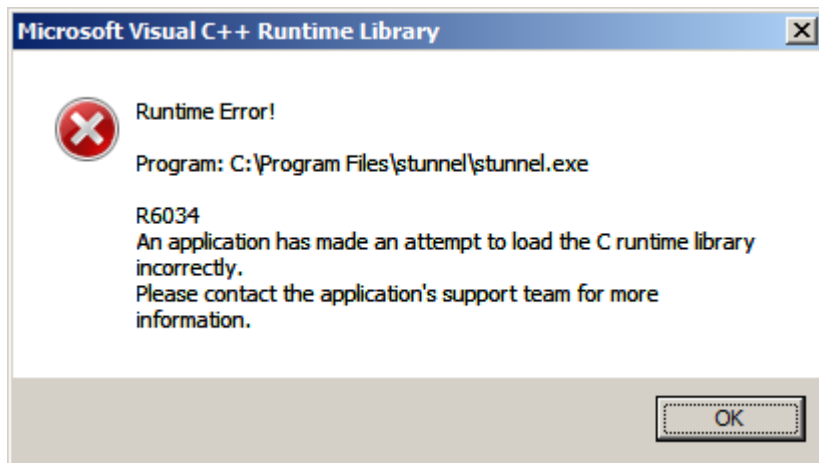 Microsoft Visual C++ Runtime Library
Runtime Error!
Program: C:\Program Files\stunnel\stunnel.exe
R6034
An application has made an attempt to load the C runtime library
incorrectly.
Please contact the application's support team for more
information.
OK